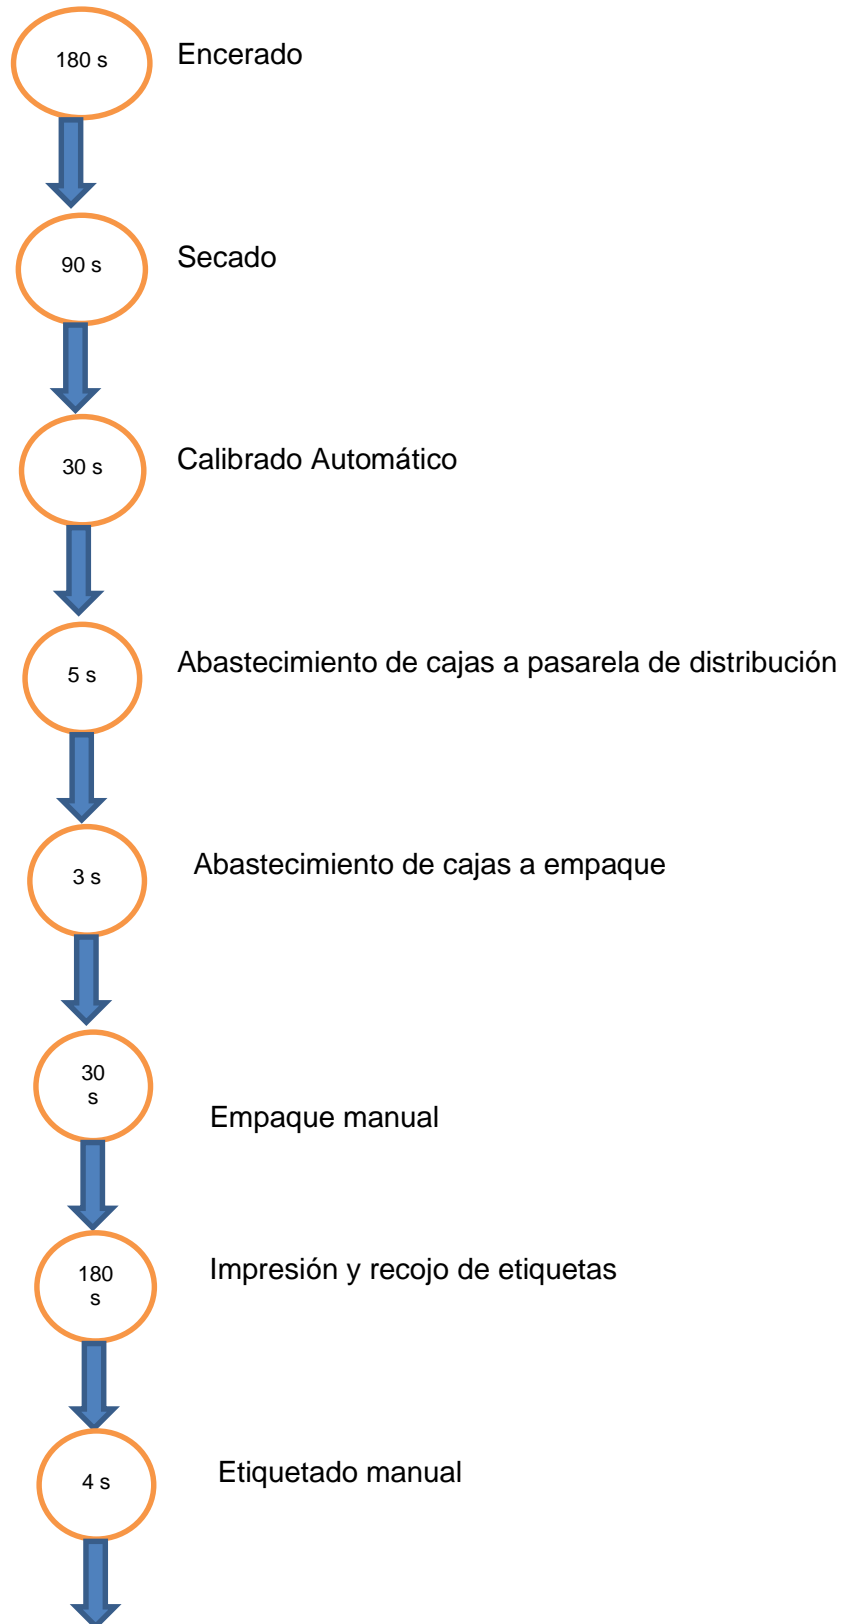 180 s
Encerado
90 s
Secado
30 s
Calibrado Automático
5 s
Abastecimiento de cajas a pasarela de distribución
3 s
Abastecimiento de cajas a empaque
30
s
Empaque manual
180
s
Impresión y recojo de etiquetas
4 s
Etiquetado manual